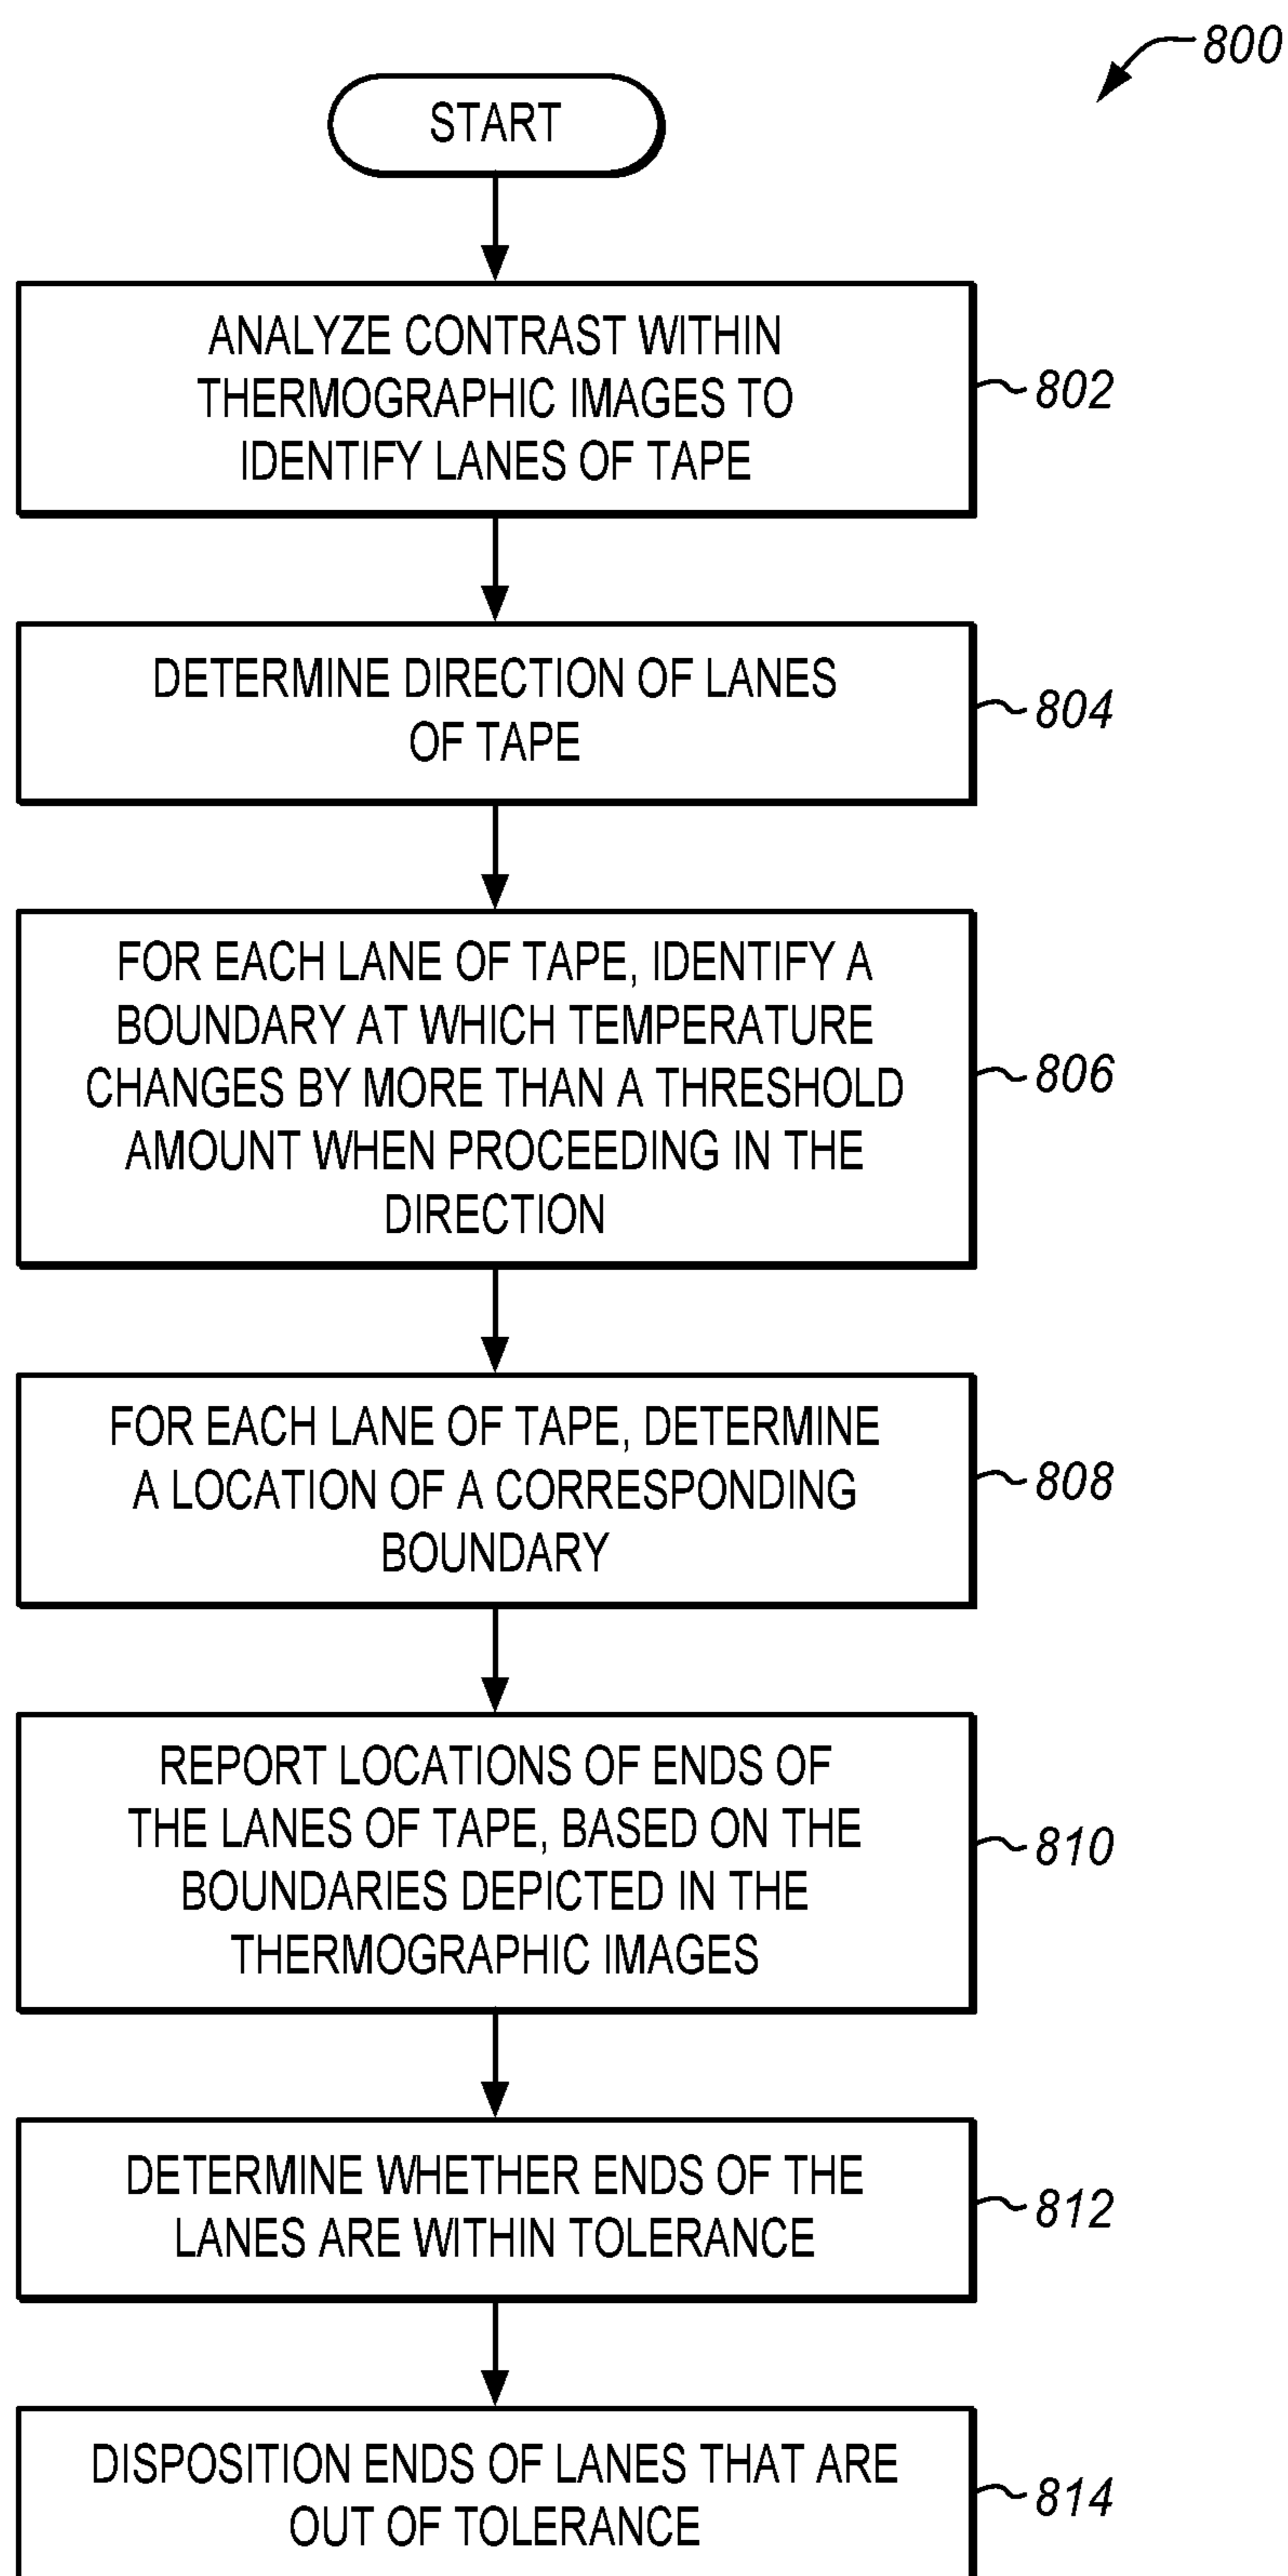 800
START
ANALYZE CONTRAST WITHIN
THERMOGRAPHIC IMAGES TO
IDENTIFY LANES OF TAPE
802
DETERMINE DIRECTION OF LANES
OF TAPE
804
FOR EACH LANE OF TAPE, IDENTIFY A
BOUNDARY AT WHICH TEMPERATURE
CHANGES BY MORE THAN A THRESHOLD
AMOUNT WHEN PROCEEDING IN THE
DIRECTION
806
FOR EACH LANE OF TAPE, DETERMINE
A LOCATION OF A CORRESPONDING
BOUNDARY
808
REPORT LOCATIONS OF ENDS OF
THE LANES OF TAPE, BASED ON THE
BOUNDARIES DEPICTED IN THE
THERMOGRAPHIC IMAGES
810
DETERMINE WHETHER ENDS OF THE
LANES ARE WITHIN TOLERANCE
812
DISPOSITION ENDS OF LANES THAT ARE
OUT OF TOLERANCE
814